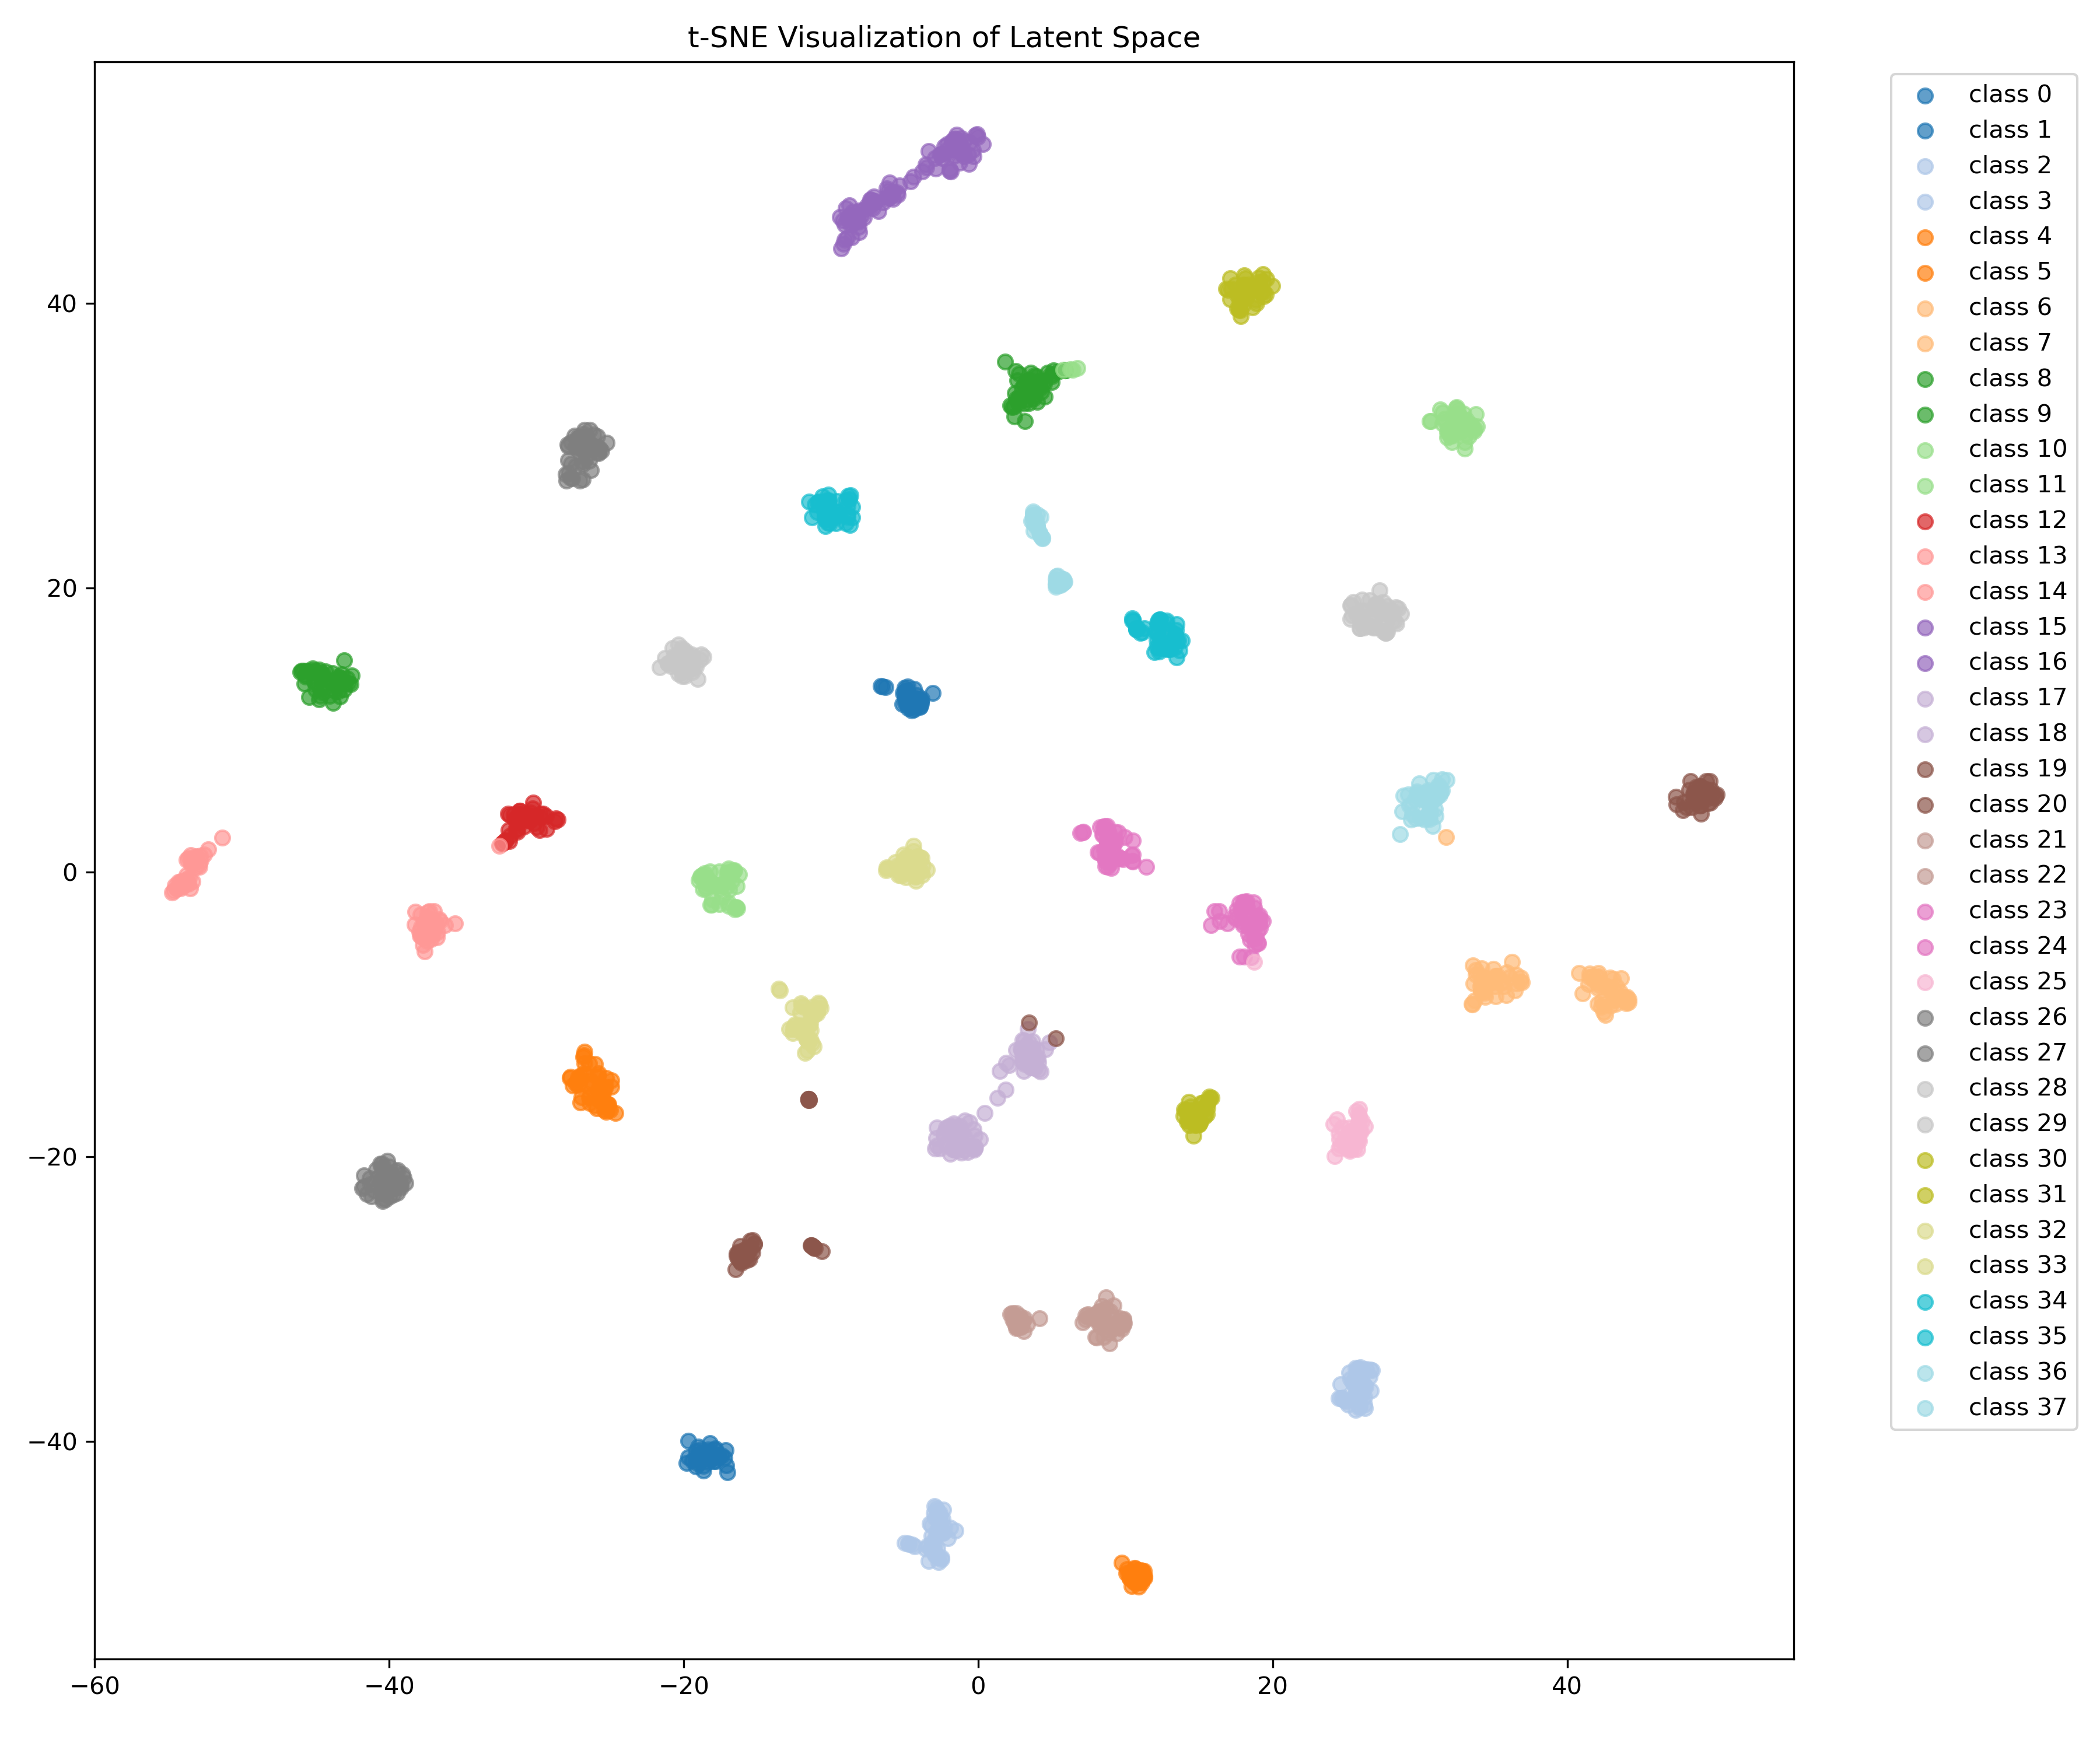 t-SNE Visualization of Latent Space
40
20
0
−20
−40
−60
−40
−20
0
20
40
class 0
class 1
class 2
class 3
class 4
class 5
class 6
class 7
class 8
class 9
class 10
class 11
class 12
class 13
class 14
class 15
class 16
class 17
class 18
class 19
class 20
class 21
class 22
class 23
class 24
class 25
class 26
class 27
class 28
class 29
class 30
class 31
class 32
class 33
class 34
class 35
class 36
class 37